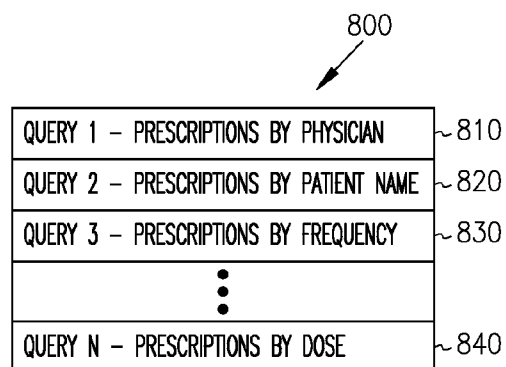 800
QUERY 1 – PRESCRIPTIONS BY PHYSICIAN 810
QUERY 2 – PRESCRIPTIONS BY PATIENT NAME 820
QUERY 3 – PRESCRIPTIONS BY FREQUENCY 830
QUERY N – PRESCRIPTIONS BY DOSE 840